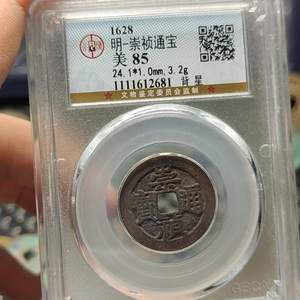 1628
明-崇祯通宝
美 85
24.1*1.0mm,3.2g
1111612681 背星
★ 文物鉴定委员会监制 ★
崇
寶 通
禎